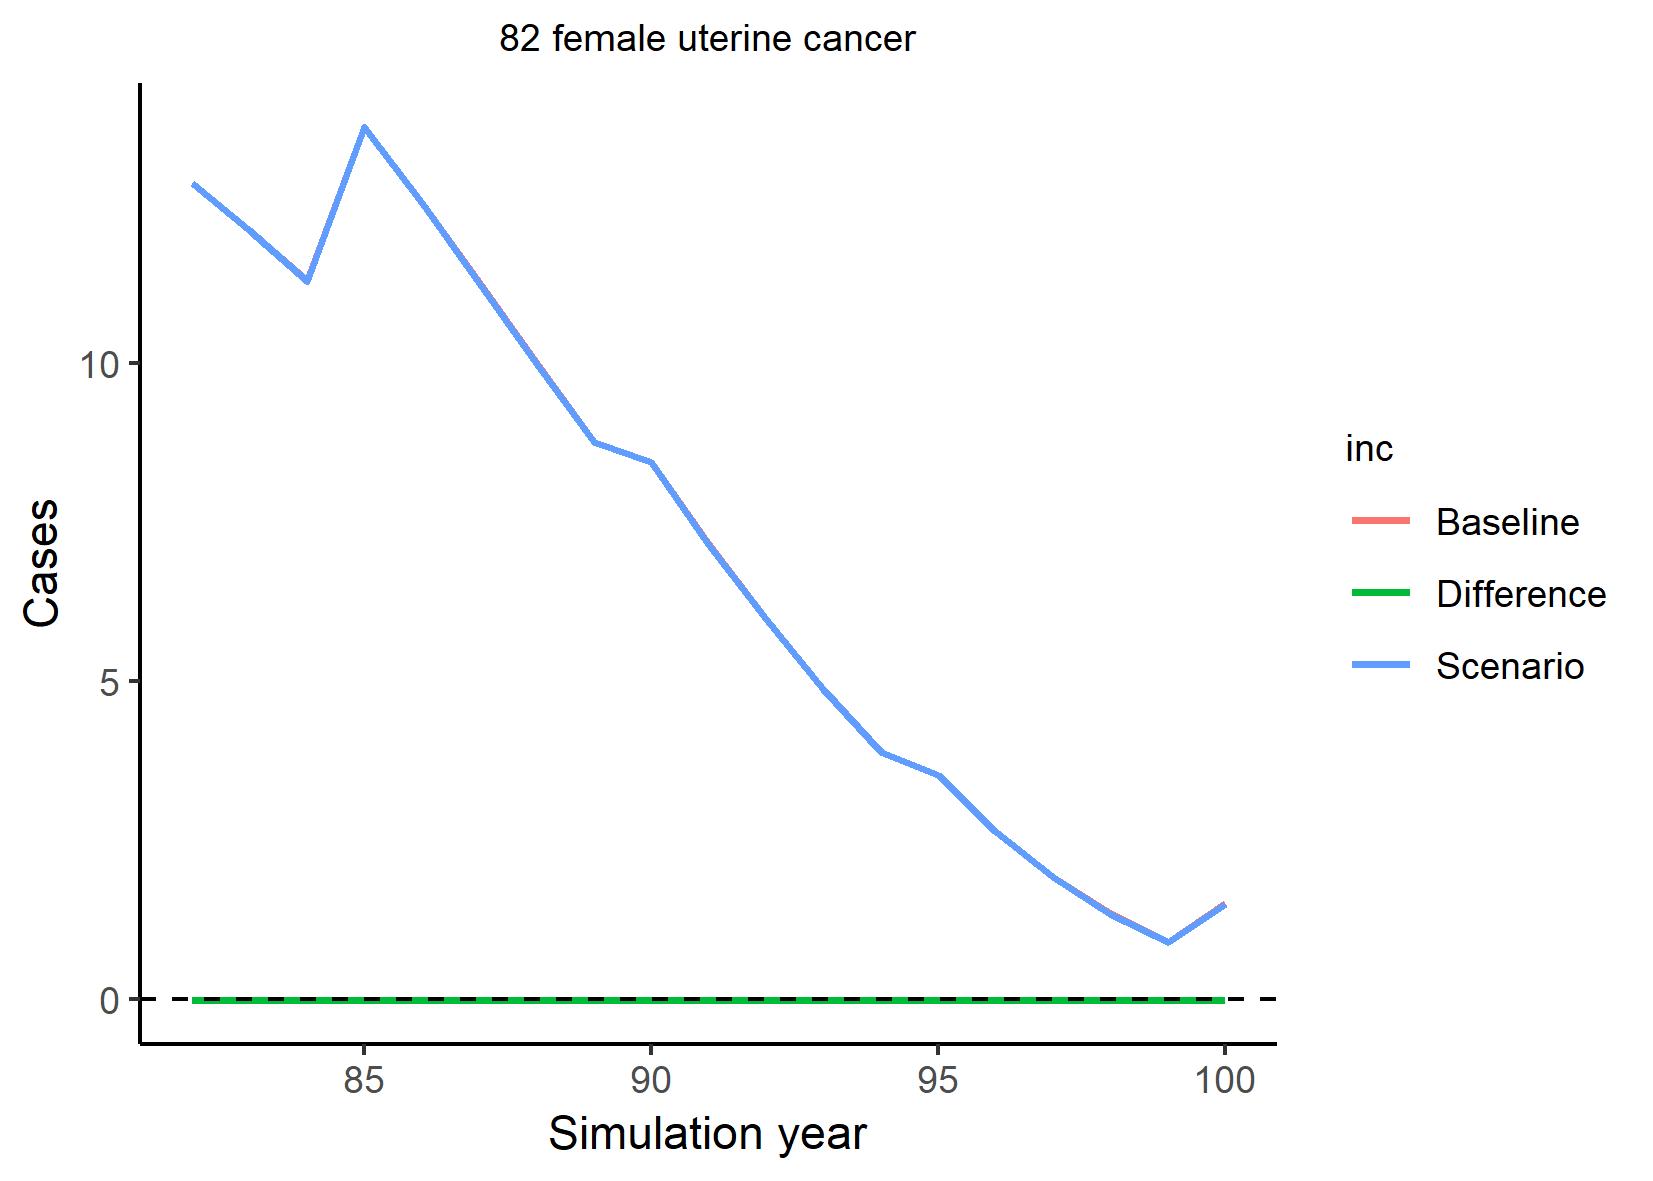 82 female uterine cancer
Cases
10
5
0
85 90 95 100
Simulation year
inc
Baseline
Difference
Scenario